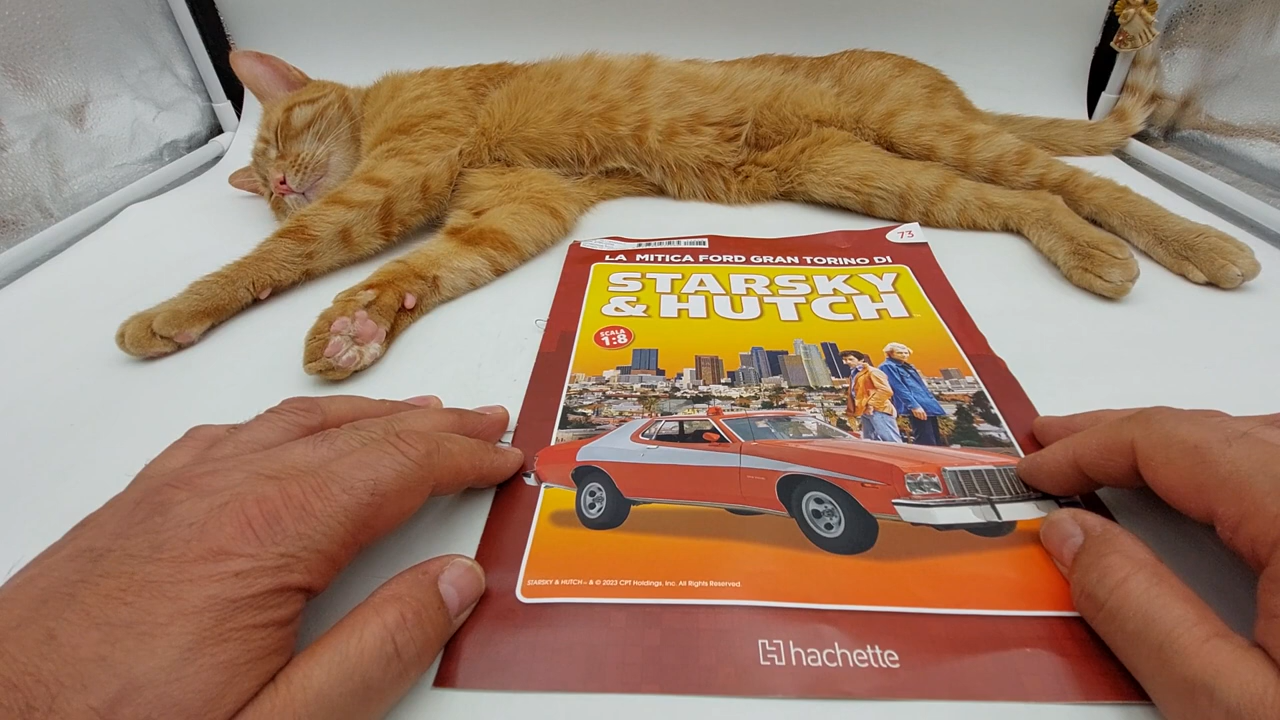 73
LA MITICA FORD GRAN TORINO DI
STARSKY
& HUTCH
SCALA
1:8
STARSKY & HUTCH ™ & © 2023 CPT Holdings, Inc. All Rights Reserved.
hachette